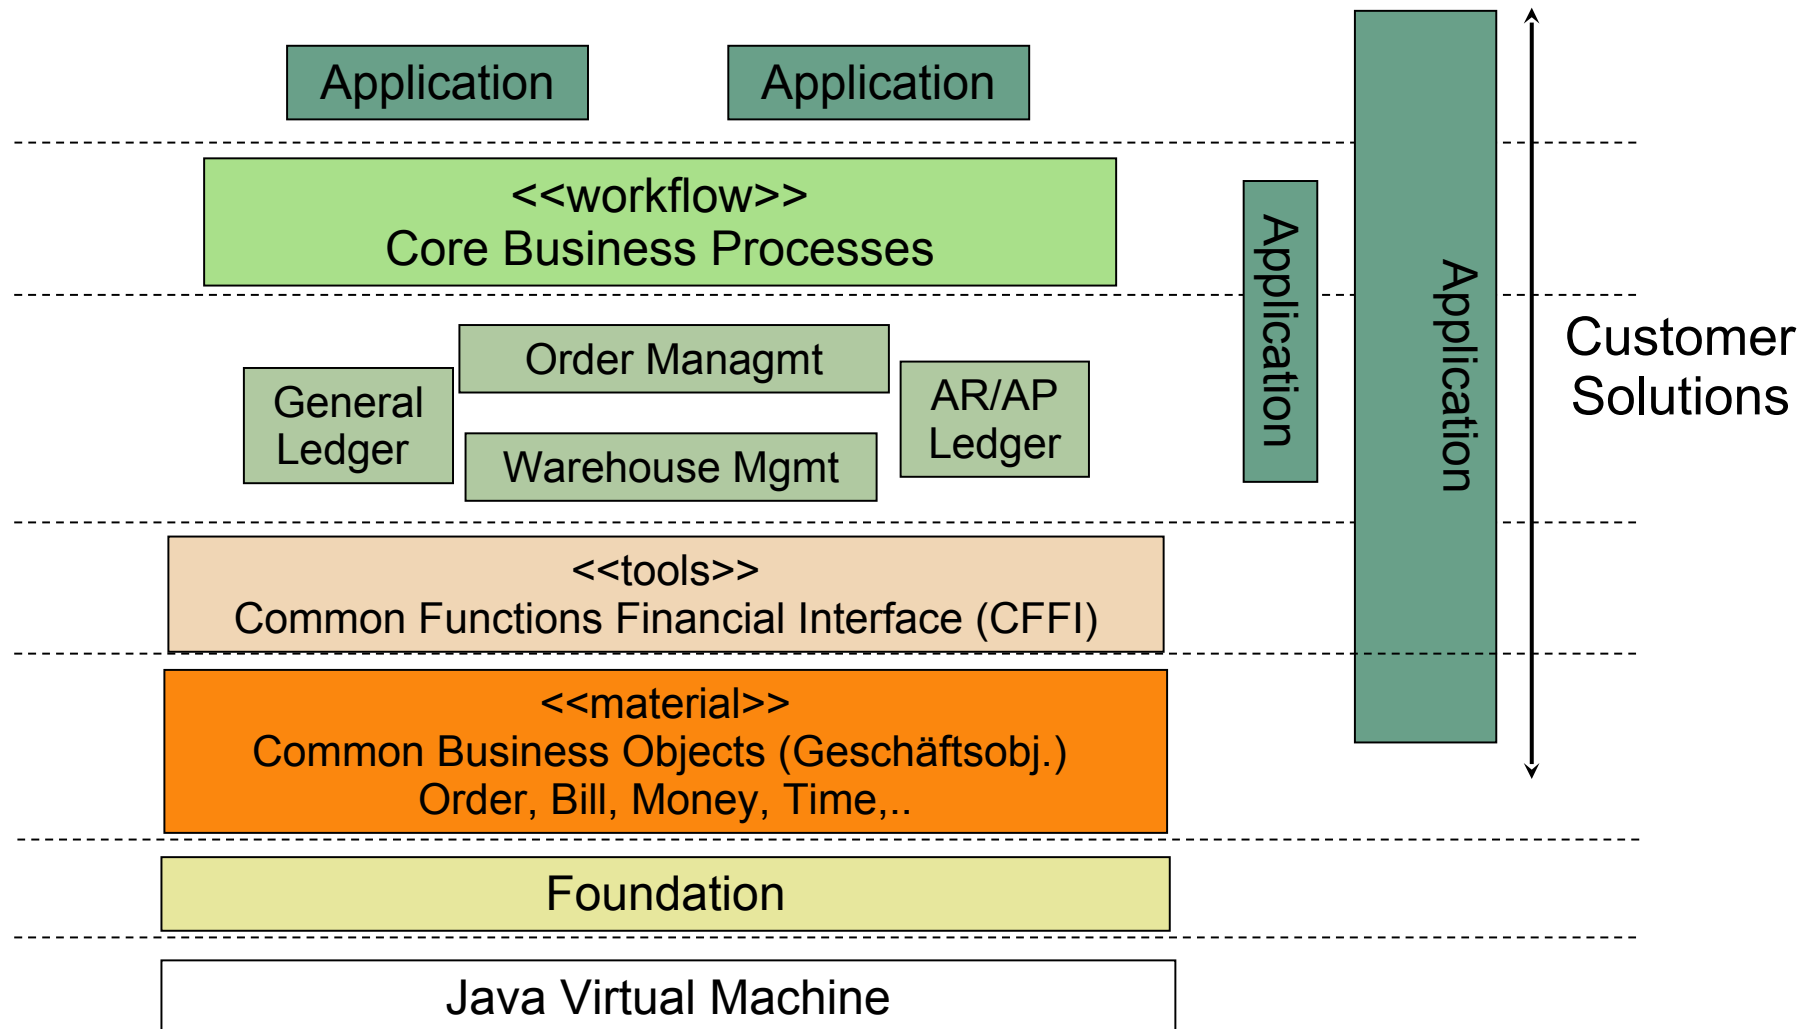 Application
Application
<<workflow>>
Core Business Processes
Order Managmt
General
Ledger
AR/AP
Ledger
Warehouse Mgmt
Application
Application
Customer
Solutions
<<tools>>
Common Functions Financial Interface (CFFI)
<<material>>
Common Business Objects (Geschäftsobj.)
Order, Bill, Money, Time,..
Foundation
Java Virtual Machine